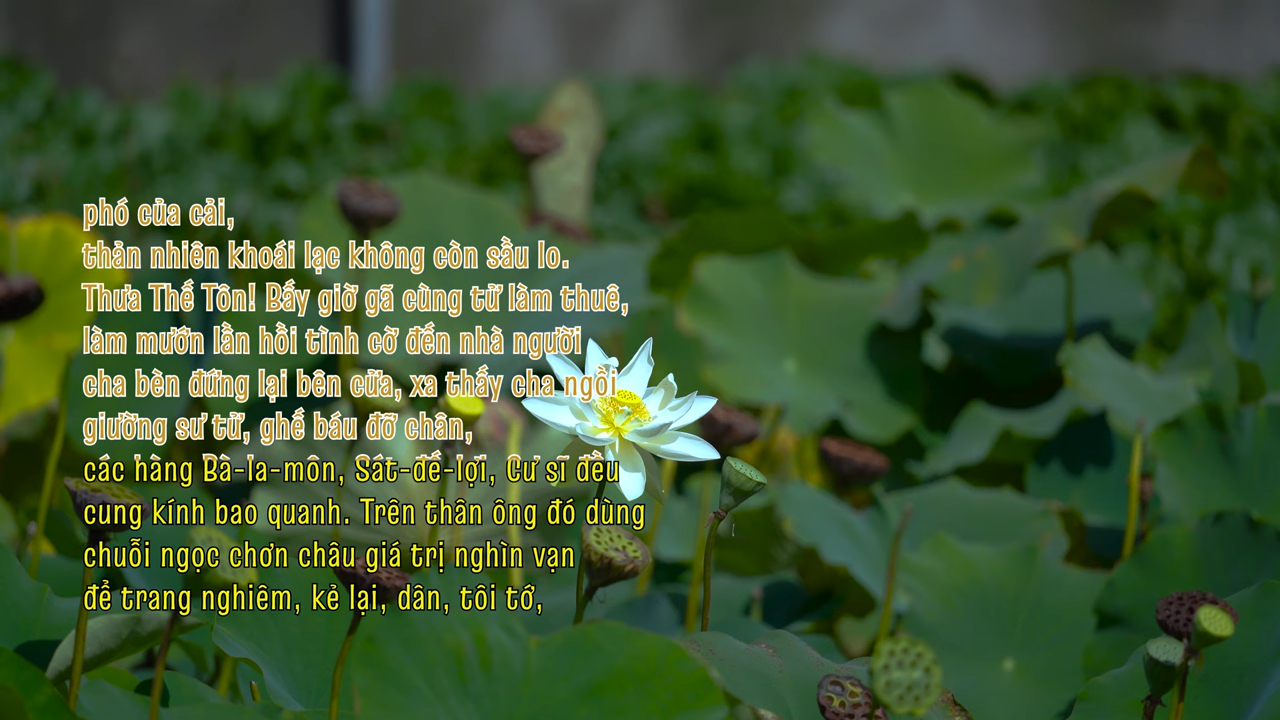 phó của cải,
thản nhiên khoái lạc không còn sầu lo.
Thưa Thế Tôn! Bấy giờ gã cùng tử làm thuê,
làm mướn lần hồi tình cờ đến nhà người
cha bèn đứng lại bên cửa, xa thấy cha ngồi
giường sư tử, ghế báu đỡ chân,
các hàng Bà-la-môn, Sát-đế-lợi, Cư sĩ đều
cung kính bao quanh. Trên thân ông đó dùng
chuỗi ngọc chơn châu giá trị nghìn vạn
để trang nghiêm, kẻ lại, dân, tôi tớ,